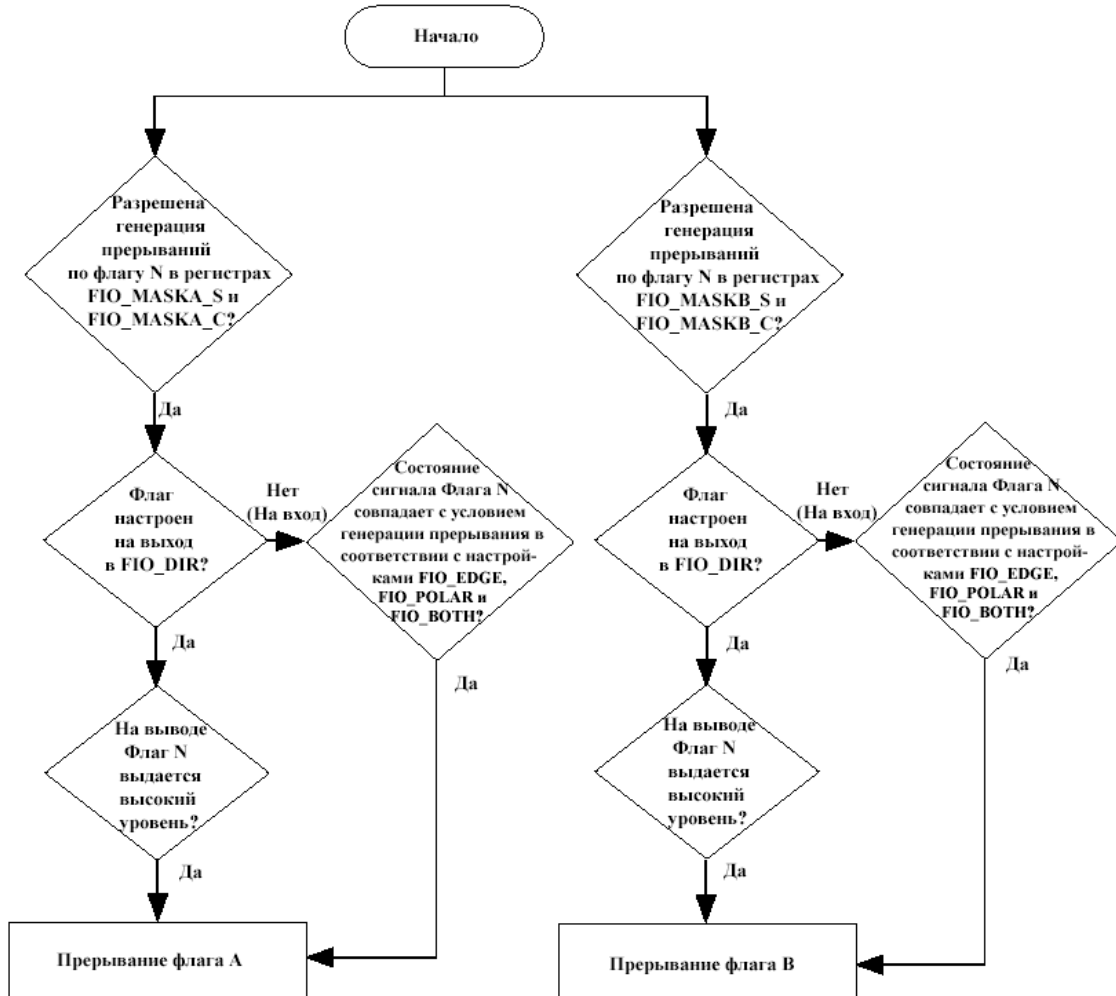 Начало
Разрешена
генерация
прерываний
по флагу N в регистрах
FIO_MASKA_S и
FIO_MASKA_C?
Да
Флаг
настроен
на выход
в FIO_DIR?
Нет
(На вход)
Состояние
сигнала Флага N
совпадает с условием
генерации прерывания в
соответствии с настрой-
ками FIO_EDGE,
FIO_POLAR и
FIO_BOTH?
Да
Да
На выводе
Флаг N
выдается
высокий
уровень?
Да
Прерывание флага A
Разрешена
генерация
прерываний
по флагу N в регистрах
FIO_MASKB_S и
FIO_MASKB_C?
Да
Флаг
настроен
на выход
в FIO_DIR?
Нет
(На вход)
Состояние
сигнала Флага N
совпадает с условием
генерации прерывания в
соответствии с настрой-
ками FIO_EDGE,
FIO_POLAR и
FIO_BOTH?
Да
Да
На выводе
Флаг N
выдается
высокий
уровень?
Да
Прерывание флага B